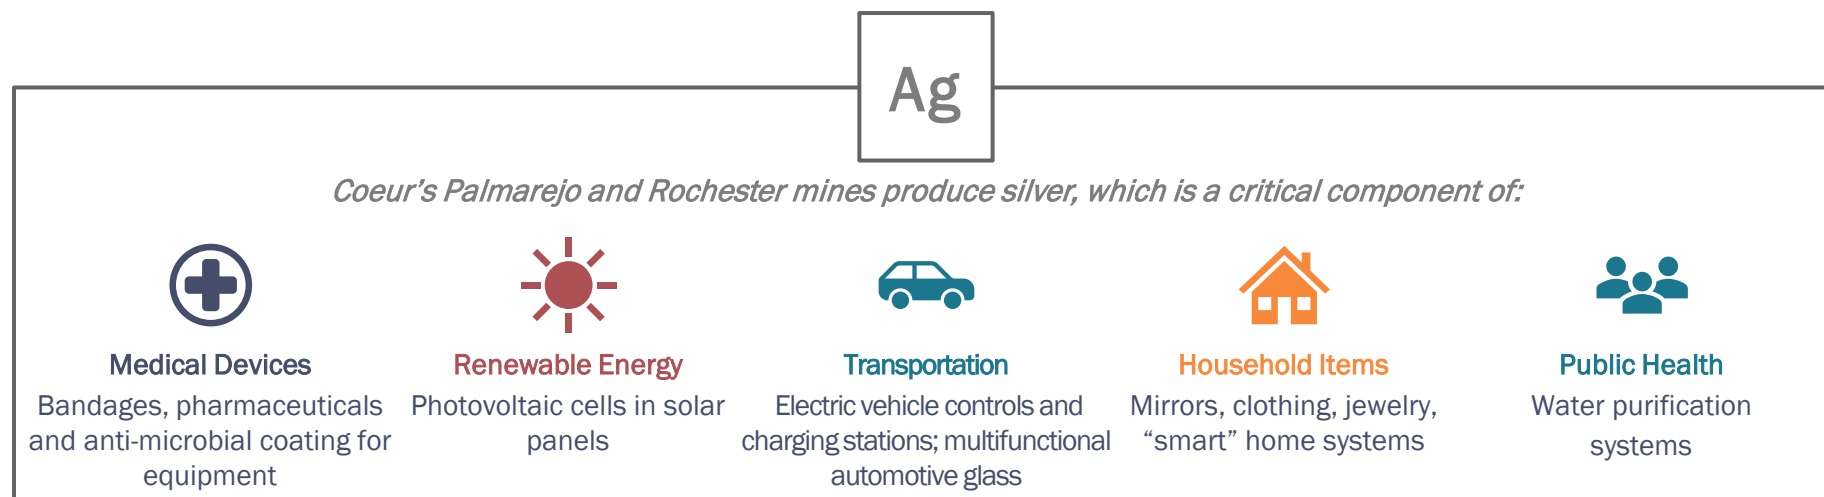 Ag
Coeur’s Palmarejo and Rochester mines produce silver, which is a critical component of:
Medical Devices
Bandages, pharmaceuticals
and anti-microbial coating for
equipment
Renewable Energy
Photovoltaic cells in solar
panels
Transportation
Electric vehicle controls and
charging stations; multifunctional
automotive glass
Household Items
Mirrors, clothing, jewelry,
“smart” home systems
Public Health
Water purification
systems